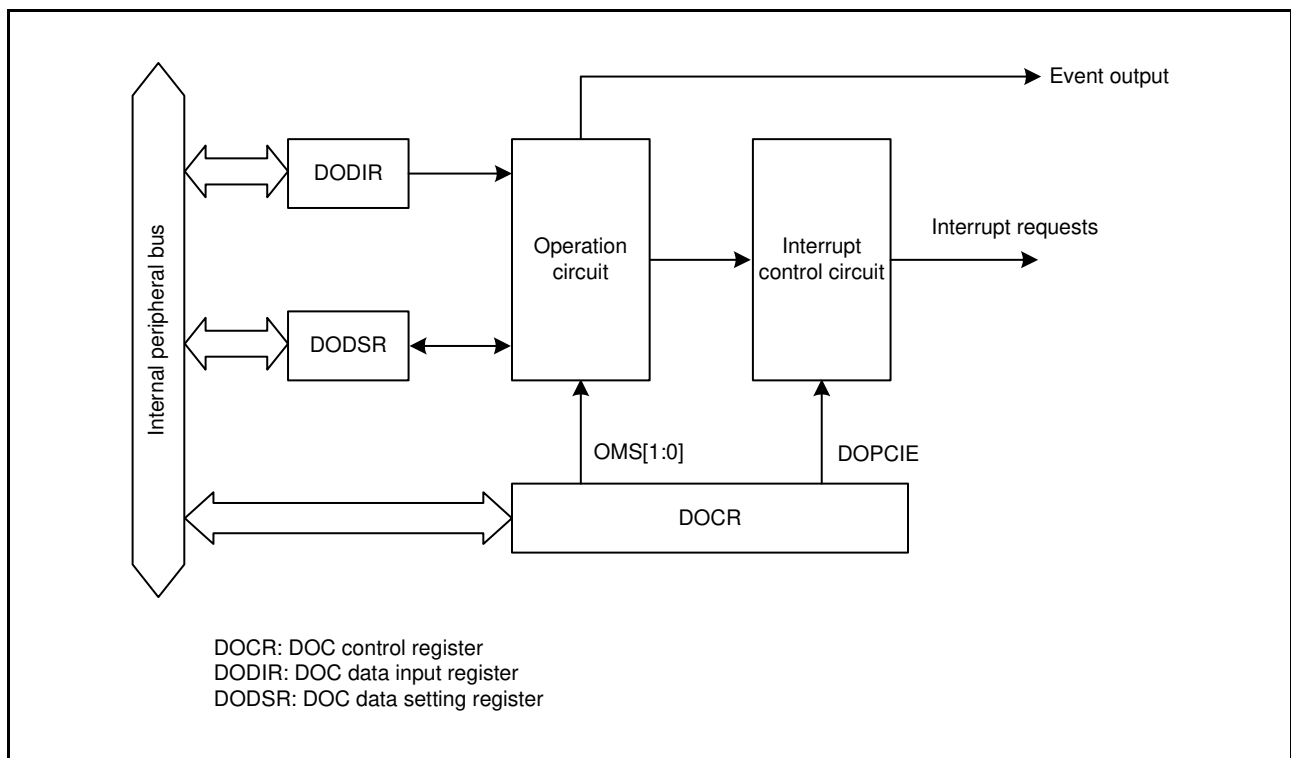 Event output
DODIR
Interrupt requests
Operation
circuit
Interrupt
control circuit
Internal peripheral bus
DODSR
OMS[1:0]
DOPCIE
DOCR
DOCR: DOC control register
DODIR: DOC data input register
DODSR: DOC data setting register